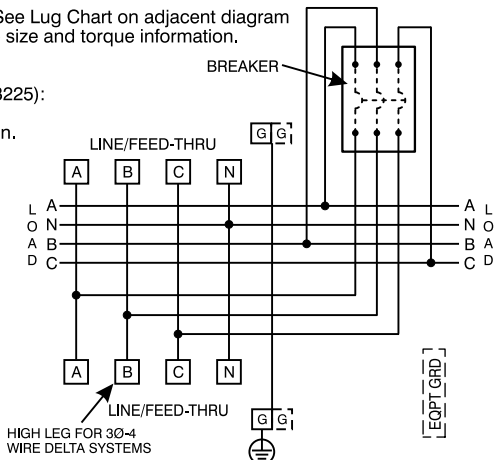 See Lug Chart on adjacent diagram
size and torque information.
BREAKER
3225):
n.
LINE/FEED-THRU
G G
A B C N
L O A D
A
N
B
C
A
N
B
C
L O A D
A B C N
LINE/FEED-THRU
G G
EQPT GRD
HIGH LEG FOR 3Ø-4
WIRE DELTA SYSTEMS